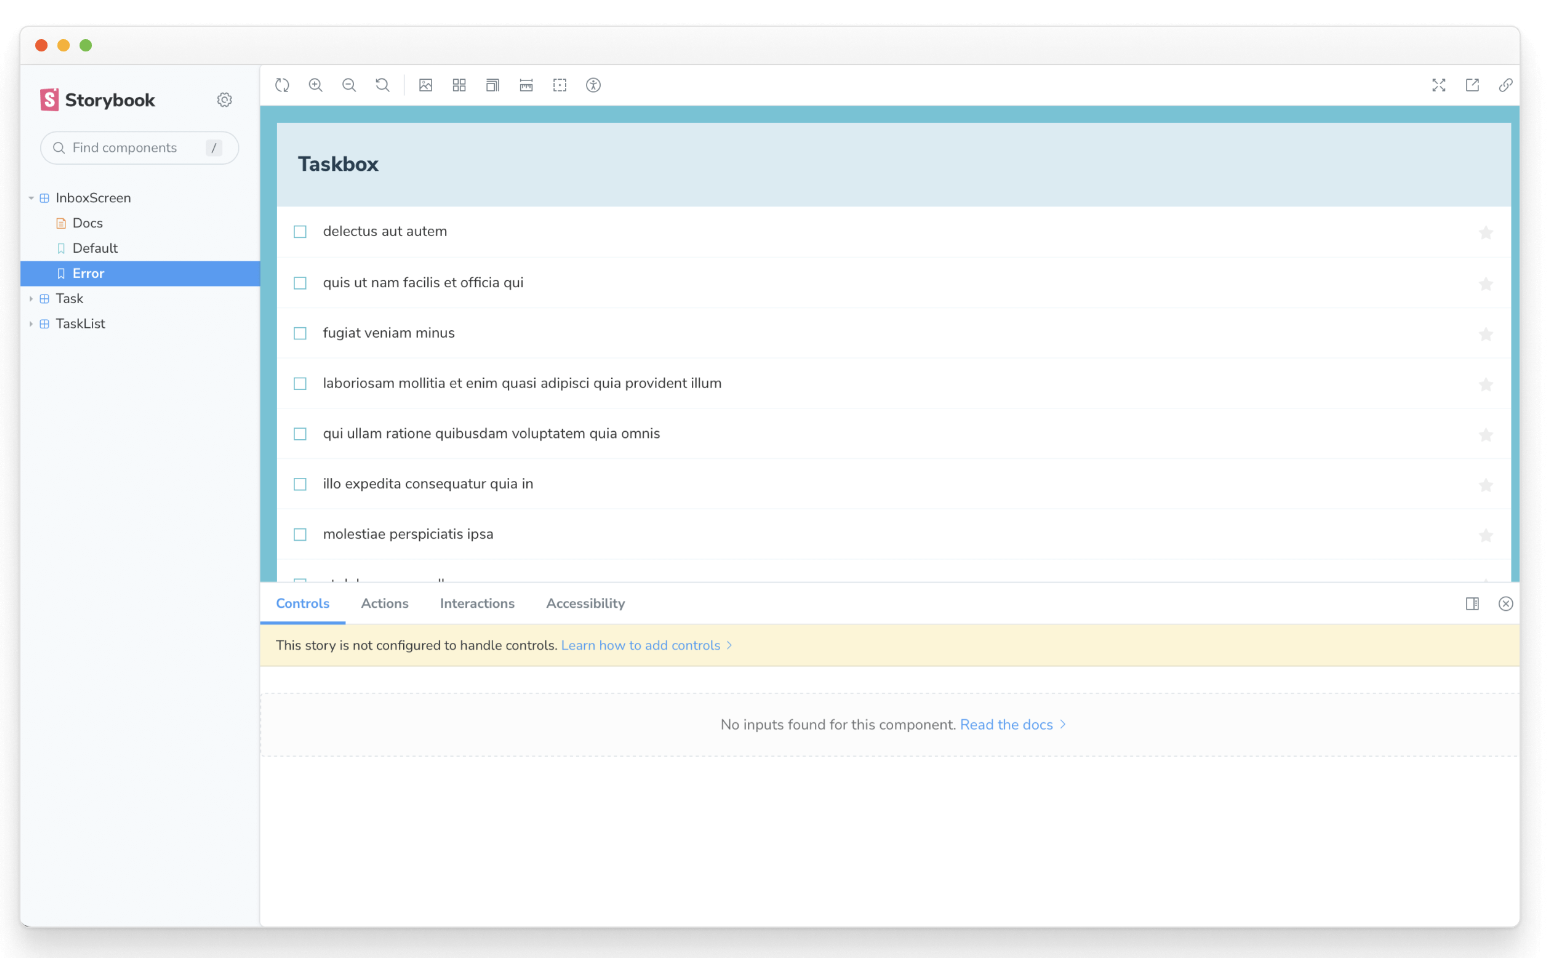 Storybook
Find components /
InboxScreen
Docs
Default
Error
Task
TaskList
Taskbox
delectus aut autem
quis ut nam facilis et officia qui
fugiat veniam minus
laboriosam mollitia et enim quasi adipisci quia provident illum
qui ullam ratione quibusdam voluptatem quia omnis
illo expedita consequatur quia in
molestiae perspiciatis ipsa
Controls Actions Interactions Accessibility
This story is not configured to handle controls. Learn how to add controls
No inputs found for this component. Read the docs